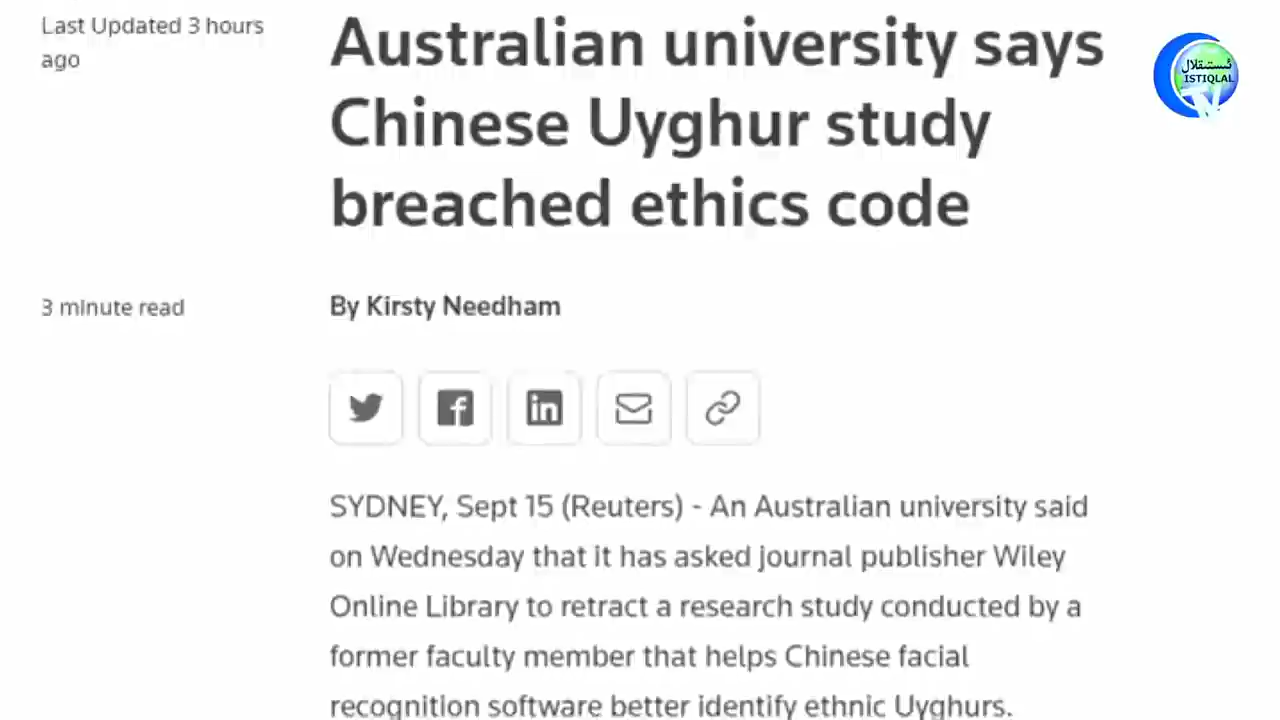 Last Updated 3 hours
ago
Australian university says
Chinese Uyghur study
breached ethics code
ئىستىقلال
ISTIQLAL
TV
3 minute read
By Kirsty Needham
SYDNEY, Sept 15 (Reuters) - An Australian university said
on Wednesday that it has asked journal publisher Wiley
Online Library to retract a research study conducted by a
former faculty member that helps Chinese facial
recognition software better identify ethnic Uyghurs.